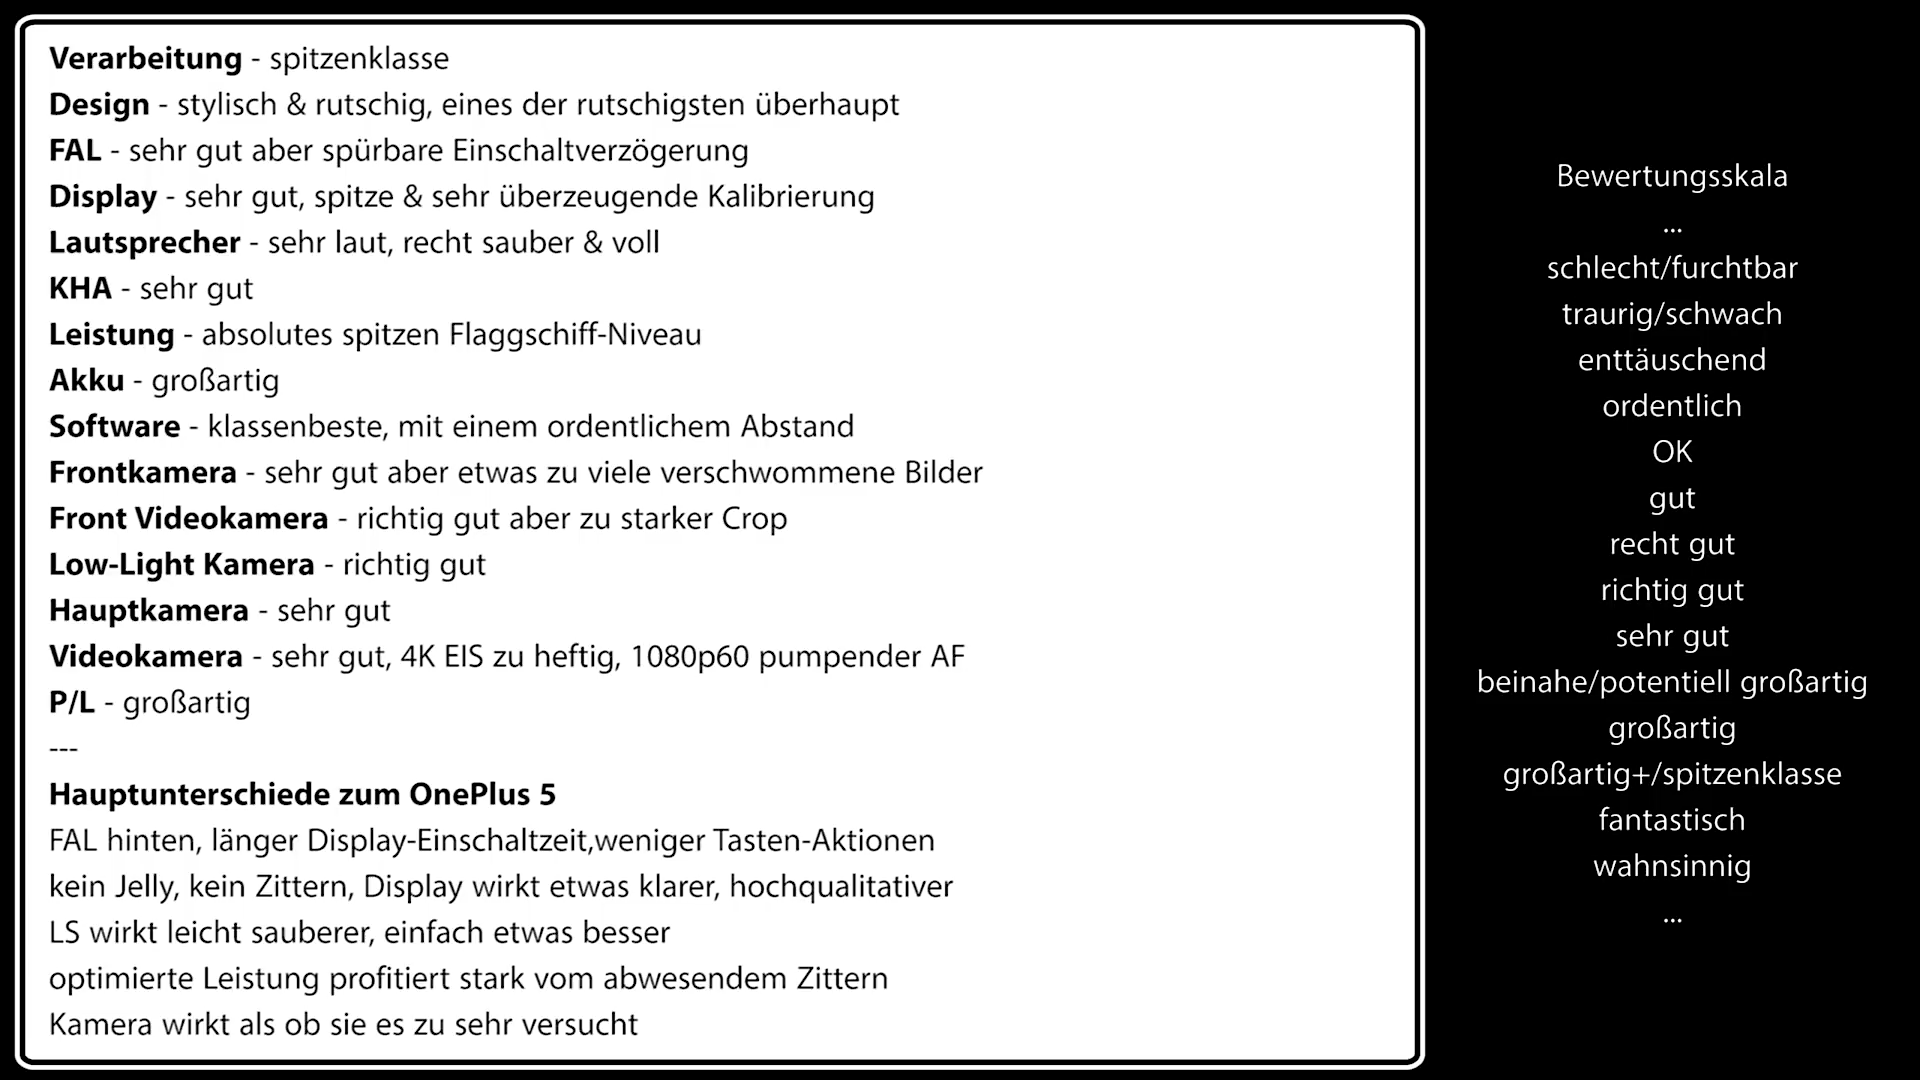 Verarbeitung - spitzenklasse
Design - stylisch & rutschig, eines der rutschigsten überhaupt
FAL - sehr gut aber spürbare Einschaltverzögerung
Display - sehr gut, spitze & sehr überzeugende Kalibrierung
Lautsprecher - sehr laut, recht sauber & voll
KHA - sehr gut
Leistung - absolutes spitzen Flaggschiff-Niveau
Akku - großartig
Software - klassenbeste, mit einem ordentlichem Abstand
Frontkamera - sehr gut aber etwas zu viele verschwommene Bilder
Front Videokamera - richtig gut aber zu starker Crop
Low-Light Kamera - richtig gut
Hauptkamera - sehr gut
Videokamera - sehr gut, 4K EIS zu heftig, 1080p60 pumpender AF
P/L - großartig
---
Hauptunterschiede zum OnePlus 5
FAL hinten, länger Display-Einschaltzeit,weniger Tasten-Aktionen
kein Jelly, kein Zittern, Display wirkt etwas klarer, hochqualitativer
LS wirkt leicht sauberer, einfach etwas besser
optimierte Leistung profitiert stark vom abwesendem Zittern
Kamera wirkt als ob sie es zu sehr versucht
Bewertungsskala
...
schlecht/furchtbar
traurig/schwach
enttäuschend
ordentlich
OK
gut
recht gut
richtig gut
sehr gut
beinahe/potentiell großartig
großartig
großartig+/spitzenklasse
fantastisch
wahnsinnig
...